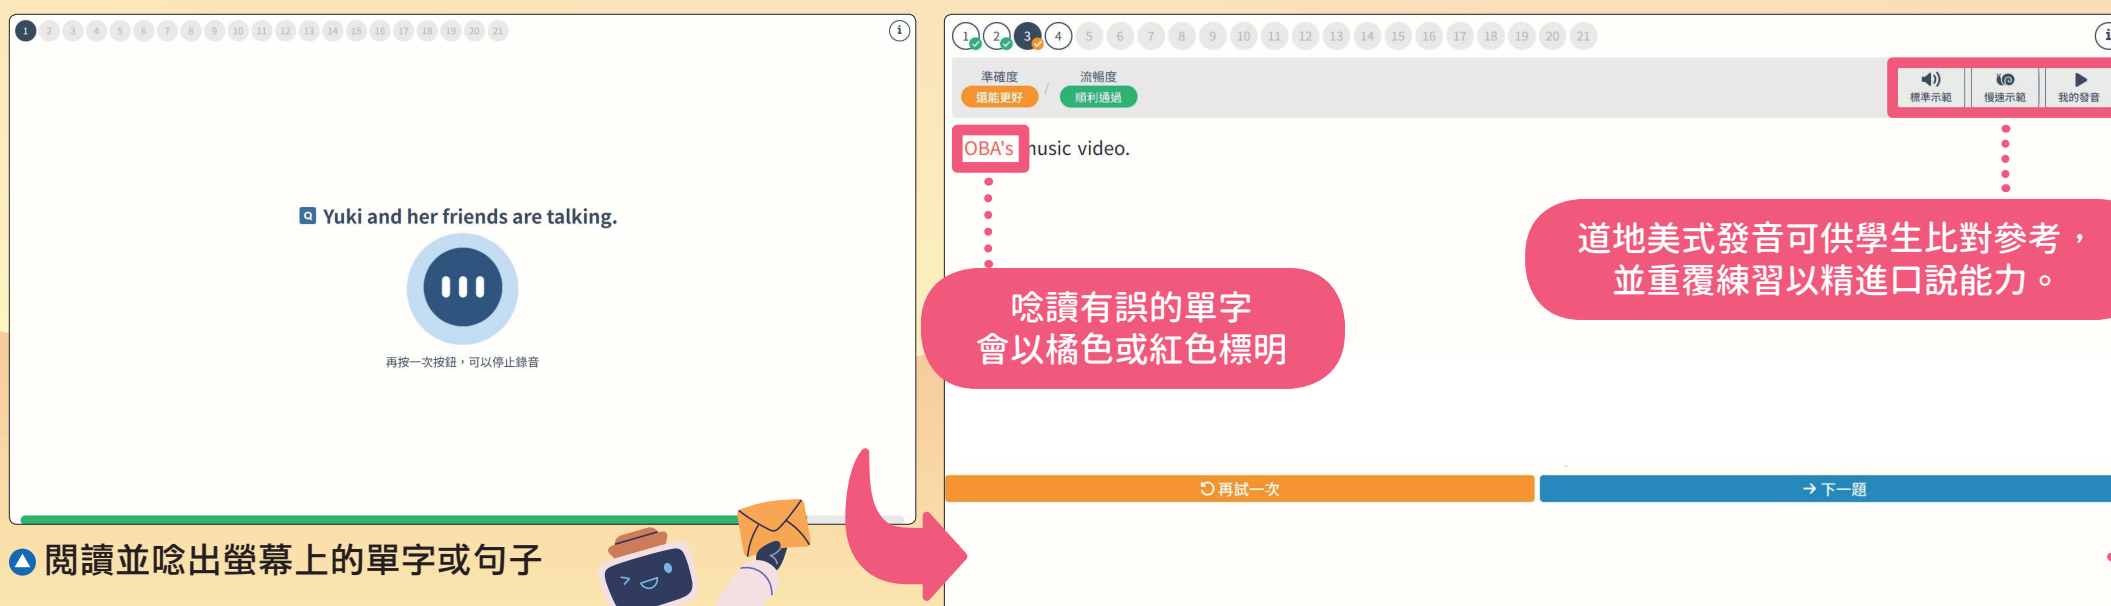 1 2 3 4 5 6 7 8 9 10 11 12 13 14 15 16 17 18 19 20 21
i
Q Yuki and her friends are talking.
再按一次按鈕，可以停止錄音
閱讀並唸出螢幕上的單字或句子
1 2 3 4 5 6 7 8 9 10 11 12 13 14 15 16 17 18 19 20 21
i
準確度 / 流暢度
還能更好 順利通過
標準示範 慢速示範 我的發音
OBA's music video.
唸讀有誤的單字
會以橘色或紅色標明
道地美式發音可供學生比對參考，
並重覆練習以精進口說能力。
再試一次
下一題